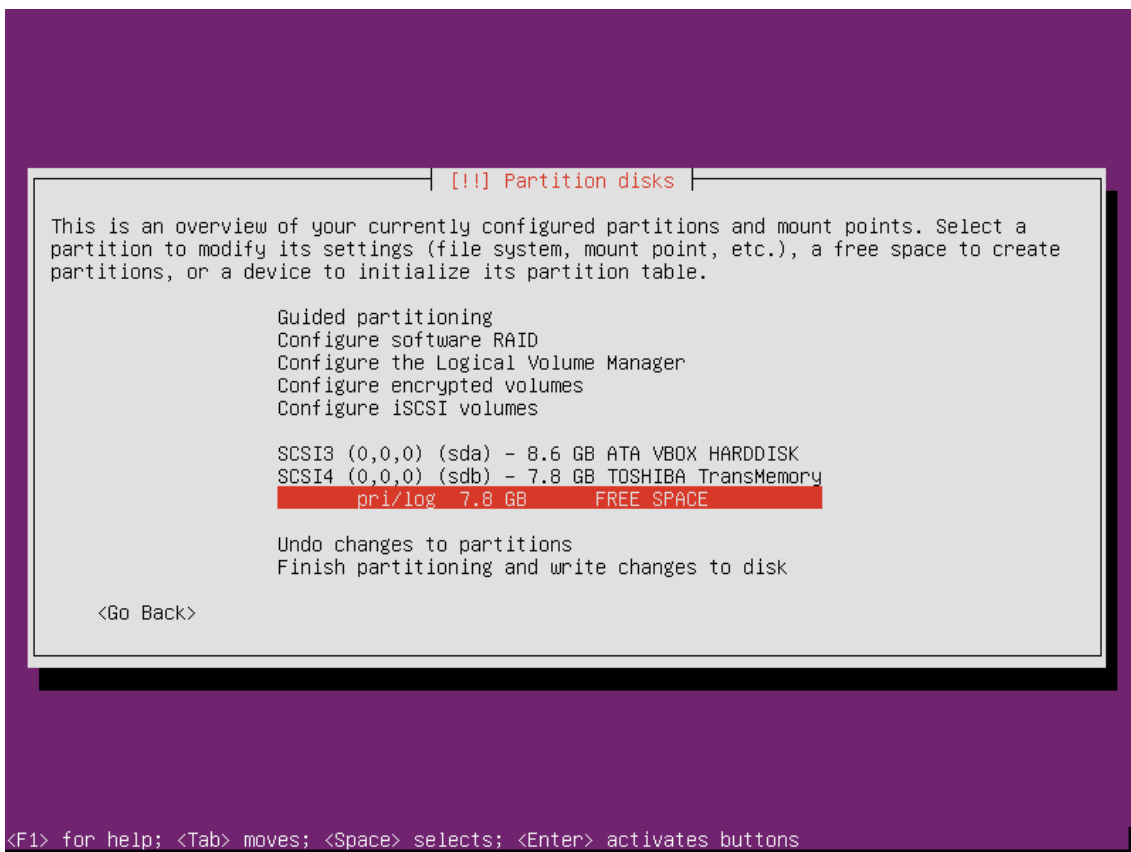 [!!] Partition disks
This is an overview of your currently configured partitions and mount points. Select a
partition to modify its settings (file system, mount point, etc.), a free space to create
partitions, or a device to initialize its partition table.
Guided partitioning
Configure software RAID
Configure the Logical Volume Manager
Configure encrypted volumes
Configure iSCSI volumes
SCSI3 (0,0,0) (sda) - 8.6 GB ATA VBOX HARDDISK
SCSI4 (0,0,0) (sdb) - 7.8 GB TOSHIBA TransMemory
pri/log 7.8 GB FREE SPACE
Undo changes to partitions
Finish partitioning and write changes to disk
<Go Back>
<F1> for help; <Tab> moves; <Space> selects; <Enter> activates buttons